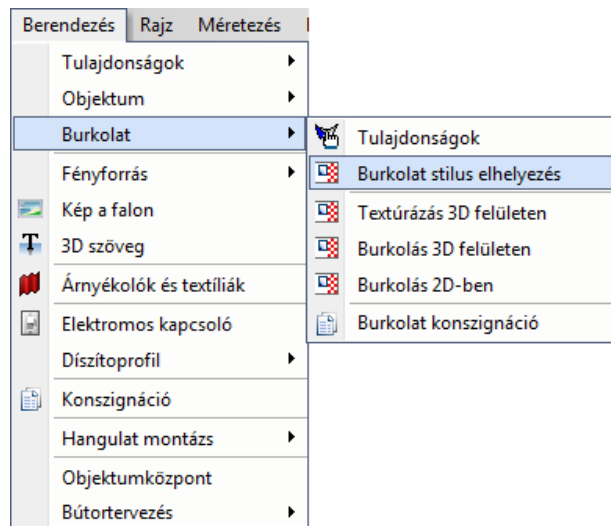 Berendezés Rajz Méretezés
Tulajdonságok
Objektum
Burkolat
Fényforrás
Kép a falon
3D szöveg
Árnyékolók és textíliák
Elektromos kapcsoló
Díszítoprofil
Konszignáció
Hangulat montázs
Objektumközpont
Bútortervezés
Tulajdonságok
Burkolat stilus elhelyezés
Textúrázás 3D felületen
Burkolás 3D felületen
Burkolás 2D-ben
Burkolat konszignáció